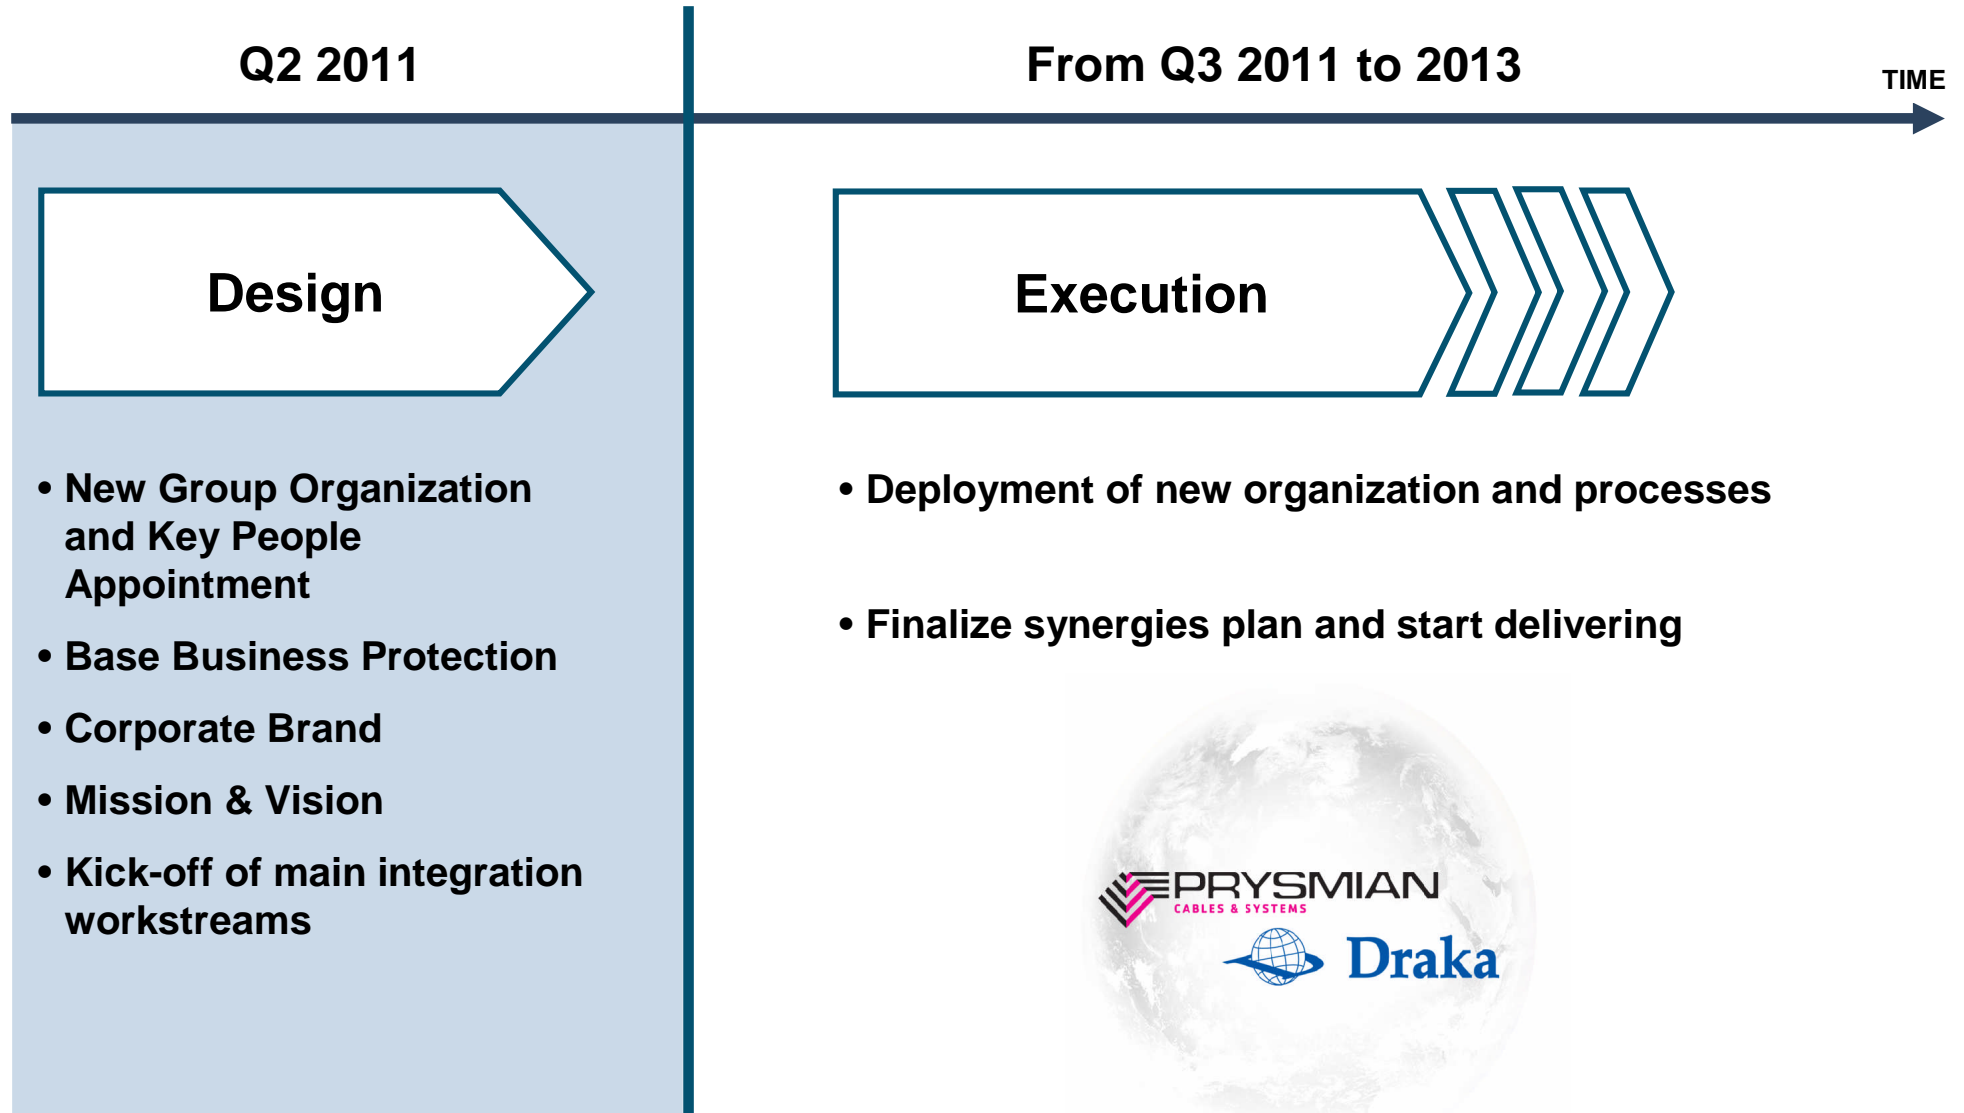 Q2 2011
From Q3 2011 to 2013
TIME
Design
• New Group Organization
and Key People
Appointment
• Base Business Protection
• Corporate Brand
• Mission & Vision
• Kick-off of main integration
workstreams
Execution
• Deployment of new organization and processes
• Finalize synergies plan and start delivering
PRYSMIAN
CABLES & SYSTEMS
Draka